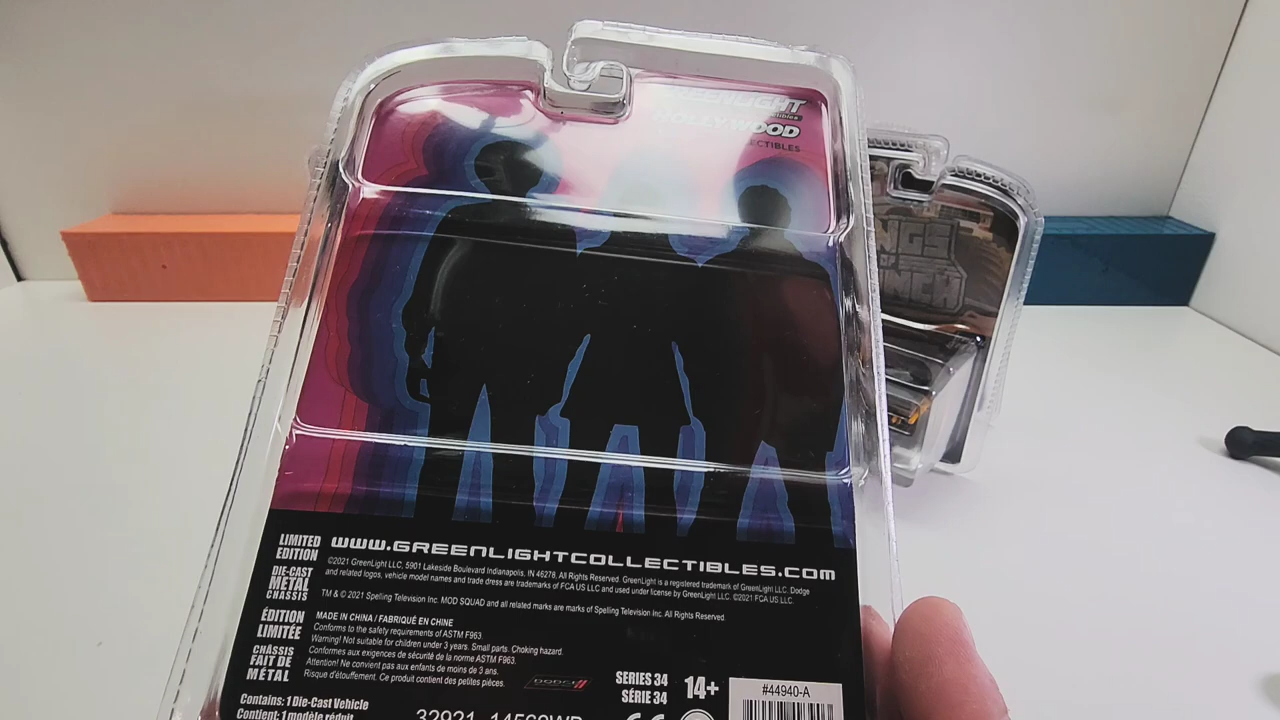 HOLLYWOOD
LIMITED
EDITION
DIE-CAST
METAL
CHASSIS
ÉDITION
LIMITÉE
CHÂSSIS
FAIT DE
MÉTAL
WWW.GREENLIGHTCOLLECTIBLES.COM
©2021 GreenLight LLC, 5901 Lakeside Boulevard Indianapolis, IN 46278, All Rights Reserved. GreenLight is a registered trademark of GreenLight LLC. Dodge
and related logos, vehicle model names and trade dress are trademarks of FCA US LLC and used under license by GreenLight LLC. ©2021 FCA US LLC.
TM & © 2021 Spelling Television Inc. MOD SQUAD and all related marks are marks of Spelling Television Inc. All Rights Reserved.
MADE IN CHINA / FABRIQUÉ EN CHINE
Conforms to the safety requirements of ASTM F963.
Warning! Not suitable for children under 3 years. Small parts. Choking hazard.
Conformes aux exigences de sécurité de la norme ASTM F963.
Attention! Ne convient pas aux enfants de moins de 3 ans.
Risque d'étouffement. Ce produit contient des petites pièces.
DODGE
SERIES 34
SÉRIE 34
14+
#44940-A
Contains: 1 Die-Cast Vehicle
Contient: 1 modèle réduit